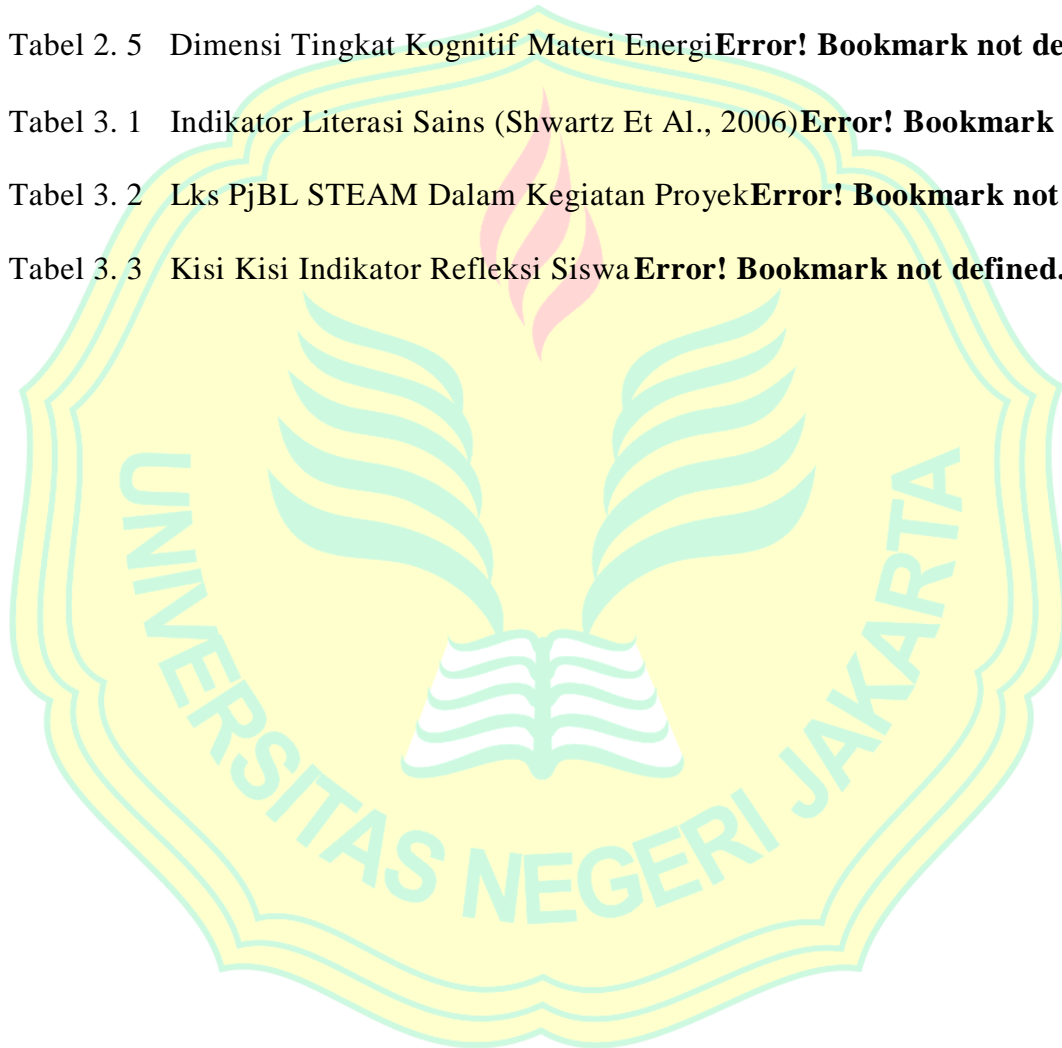 Tabel 2. 5 Dimensi Tingkat Kognitif Materi EnergiError! Bookmark not de
Tabel 3. 1 Indikator Literasi Sains (Shwartz Et Al., 2006)Error! Bookmark
Tabel 3. 2 Lks PjBL STEAM Dalam Kegiatan ProyekError! Bookmark not
Tabel 3. 3 Kisi Kisi Indikator Refleksi SiswaError! Bookmark not defined.
UNIVERSITAS NEGERI JAKARTA